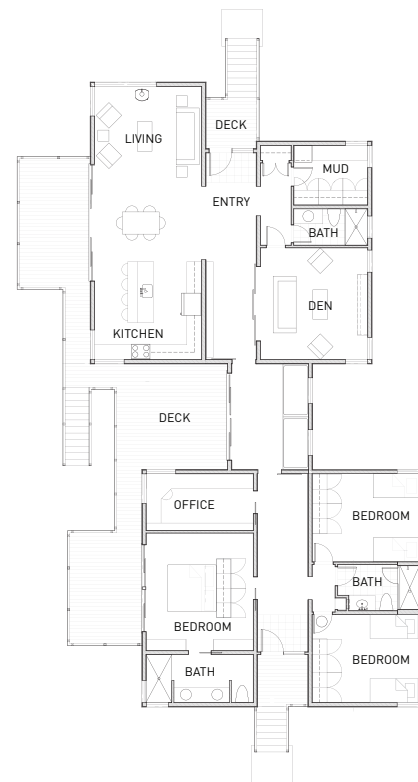 DECK
LIVING
MUD
ENTRY
BATH
DEN
KITCHEN
DECK
OFFICE
BEDROOM
BATH
BEDROOM
BATH
BEDROOM